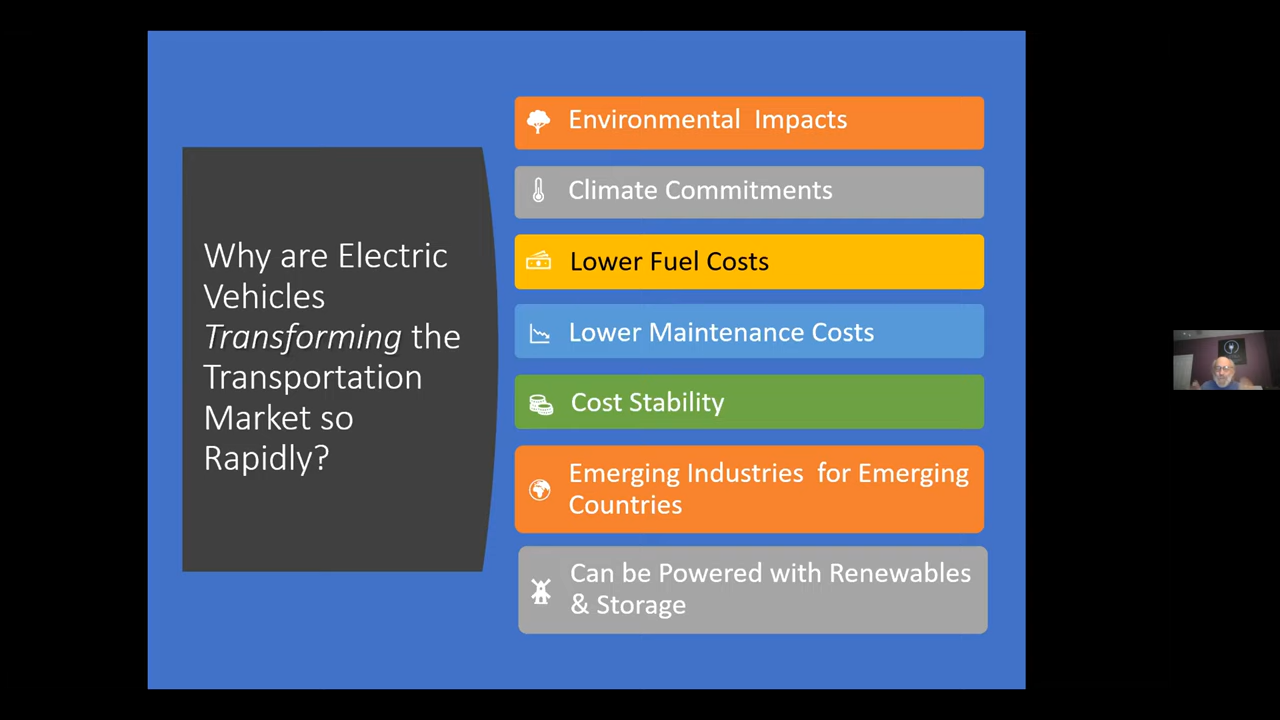 Why are Electric
Vehicles
Transforming the
Transportation
Market so
Rapidly?
Environmental  Impacts
Climate Commitments
Lower Fuel Costs
Lower Maintenance Costs
Cost Stability
Emerging Industries  for Emerging
Countries
Can be Powered with Renewables
& Storage